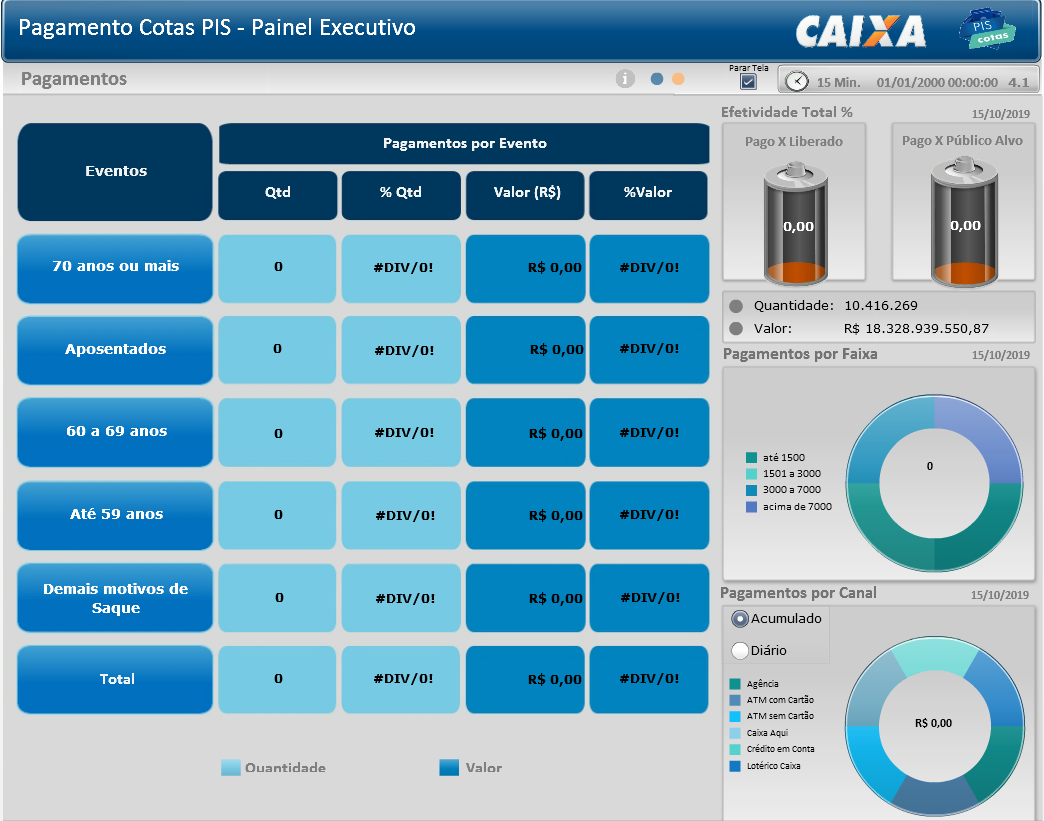 Pagamento Cotas PIS - Painel Executivo
CAIXA
PIS
cotas
Pagamentos
i
Parar Tela
15 Min. 01/01/2000 00:00:00 4.1
Eventos
Pagamentos por Evento
Qtd % Qtd Valor (R$) %Valor
70 anos ou mais 0 #DIV/0! R$ 0,00 #DIV/0!
Aposentados 0 #DIV/0! R$ 0,00 #DIV/0!
60 a 69 anos 0 #DIV/0! R$ 0,00 #DIV/0!
Até 59 anos 0 #DIV/0! R$ 0,00 #DIV/0!
Demais motivos de
Saque
0 #DIV/0! R$ 0,00 #DIV/0!
Total 0 #DIV/0! R$ 0,00 #DIV/0!
Quantidade Valor
Efetividade Total % 15/10/2019
Pago X Liberado Pago X Público Alvo
0,00 0,00
Quantidade: 10.416.269
Valor: R$ 18.328.939.550,87
Pagamentos por Faixa 15/10/2019
até 1500
1501 a 3000
3000 a 7000
acima de 7000
0
Pagamentos por Canal 15/10/2019
Acumulado
Diário
Agência
ATM com Cartão
ATM sem Cartão
Caixa Aqui
Crédito em Conta
Lotérico Caixa
R$ 0,00